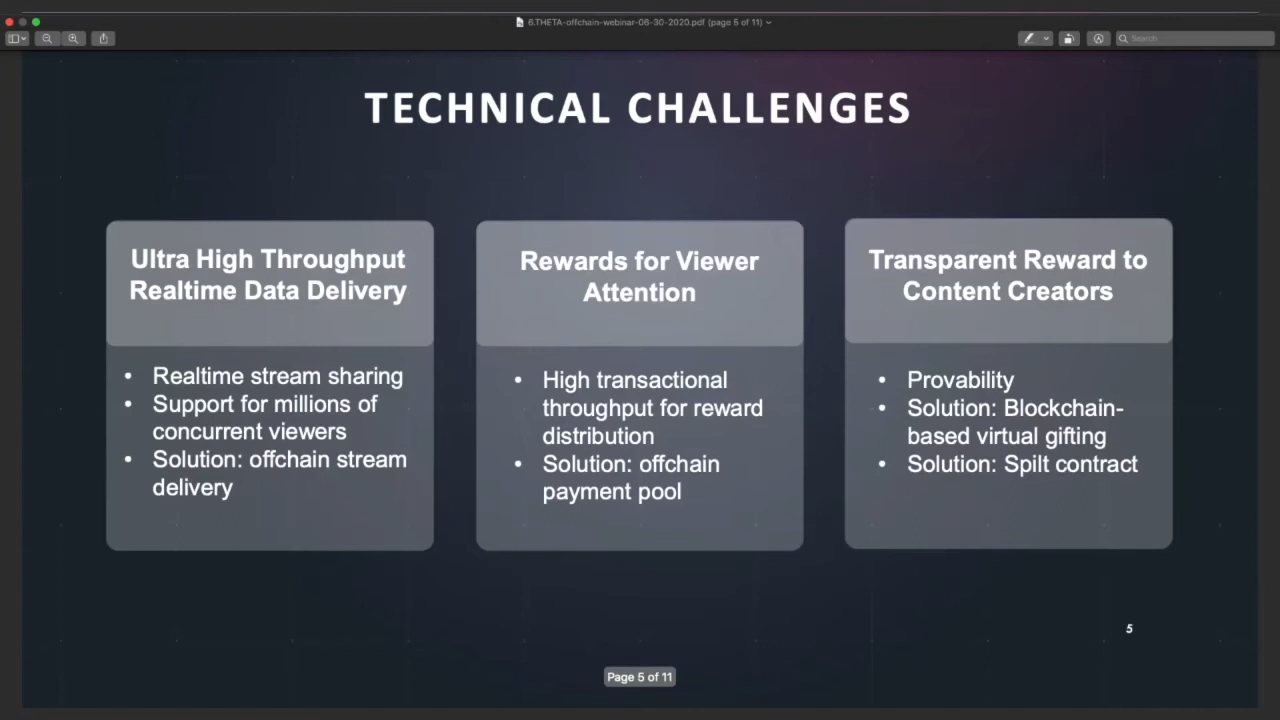 6.THETA-offchain-webinar-06-30-2020.pdf (page 5 of 11)
Search
TECHNICAL CHALLENGES
Ultra High Throughput
Realtime Data Delivery
• Realtime stream sharing
• Support for millions of
concurrent viewers
• Solution: offchain stream
delivery
Rewards for Viewer
Attention
• High transactional
throughput for reward
distribution
• Solution: offchain
payment pool
Transparent Reward to
Content Creators
• Provability
• Solution: Blockchain-
based virtual gifting
• Solution: Spilt contract
5
Page 5 of 11